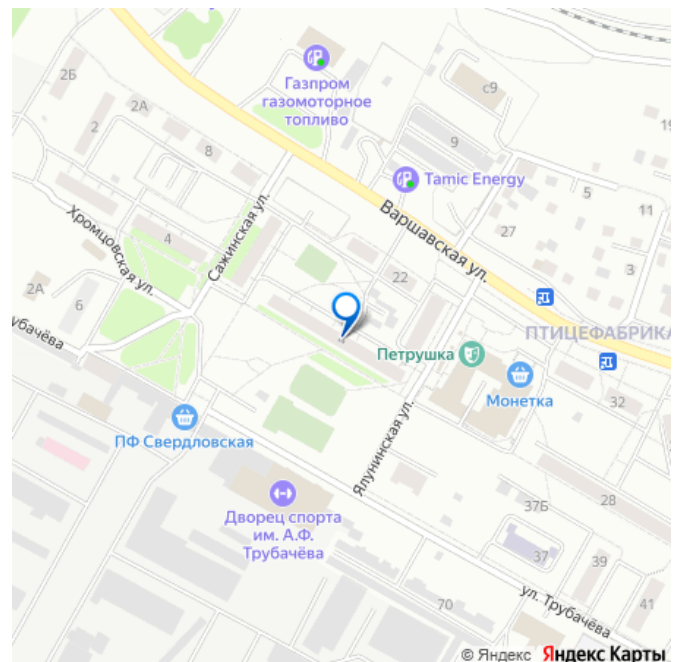 2Б
2А
2
8
Газпром
газомоторное
топливо
с9
9
19
Tamic Energy
5
11
27
3
Хромцовская ул.
Сажинская ул.
Варшавская ул.
4
2А
6
22
ПТИЦЕФАБРИКА
Петрушка
Монетка
32
рубачёва
ПФ Свердловская
Ялунинская ул.
28
37Б
Дворец спорта
им. А.Ф.
Трубачёва
37
39
41
70
ул. Трубачёва
© Яндекс Яндекс Карты